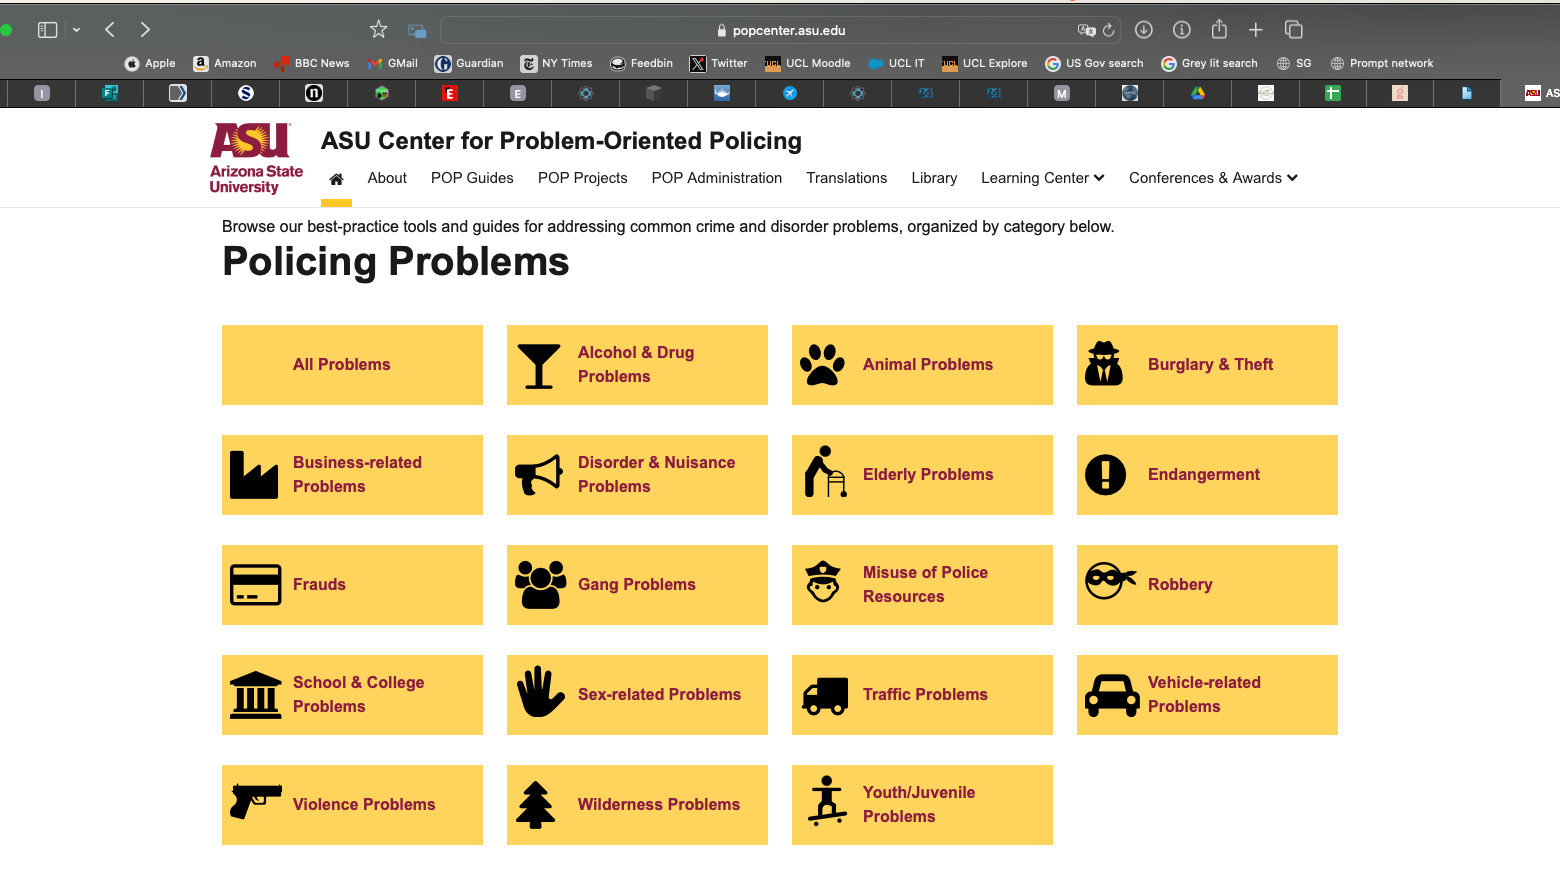 popcenter.asu.edu
Apple
Amazon
BBC News
GMail
Guardian
NY Times
Feedbin
Twitter
UCL Moodle
UCL IT
UCL Explore
US Gov search
Grey lit search
SG
Prompt network
I
F
S
n
E
E
M
ASU
AS
ASU
Arizona State
University
ASU Center for Problem-Oriented Policing
About
POP Guides
POP Projects
POP Administration
Translations
Library
Learning Center
Conferences & Awards
Browse our best-practice tools and guides for addressing common crime and disorder problems, organized by category below.
Policing Problems
All Problems
Alcohol & Drug
Problems
Animal Problems
Burglary & Theft
Business-related
Problems
Disorder & Nuisance
Problems
Elderly Problems
Endangerment
Frauds
Gang Problems
Misuse of Police
Resources
Robbery
School & College
Problems
Sex-related Problems
Traffic Problems
Vehicle-related
Problems
Violence Problems
Wilderness Problems
Youth/Juvenile
Problems